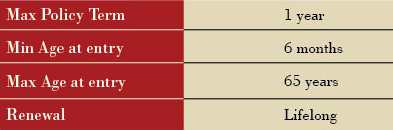 Max Policy Term 1 year
Min Age at entry 6 months
Max Age at entry 65 years
Renewal Lifelong